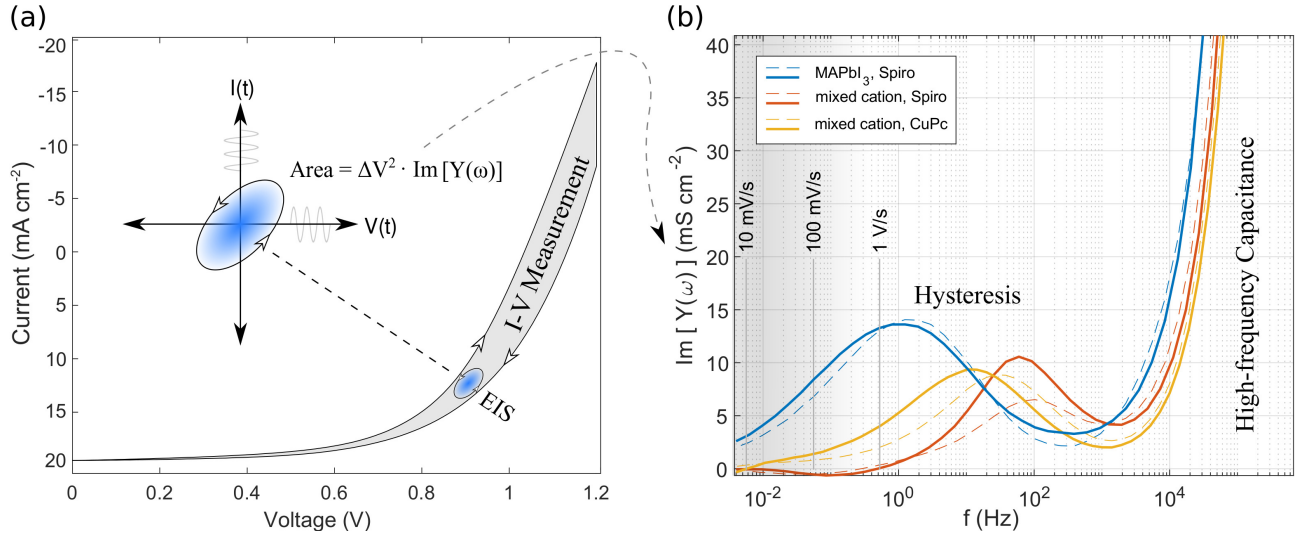 (a)
-20
-15
-10
-5
0
5
10
15
20
Current (mA cm-2)
0
0.2
0.4
0.6
0.8
1
1.2
Voltage (V)
I(t)
V(t)
Area = ΔV² · Im [Y(ω)]
I-V Measurement
EIS
(b)
40
35
30
25
20
15
10
5
0
Im [ Y(ω) ] (mS cm-2)
MAPbI3, Spiro
mixed cation, Spiro
mixed cation, CuPc
10 mV/s
100 mV/s
1 V/s
Hysteresis
High-frequency Capacitance
10-2
100
102
104
f (Hz)